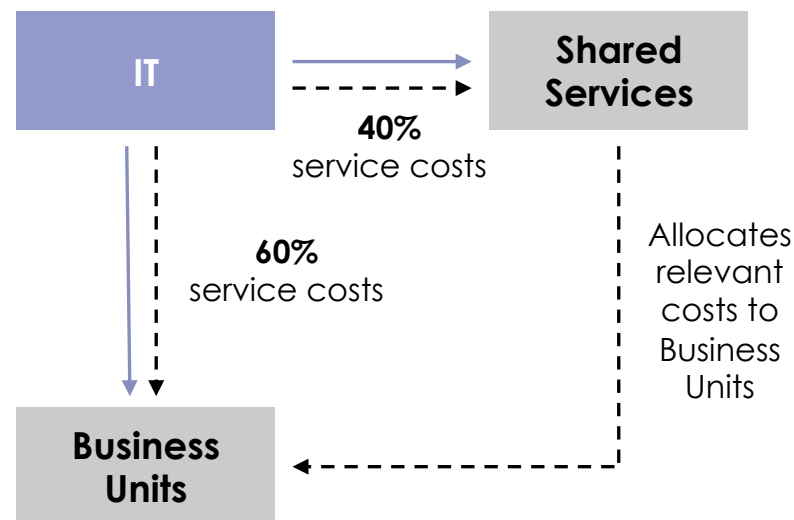 IT
Shared
Services
40%
service costs
60%
service costs
Allocates
relevant
costs to
Business
Units
Business
Units